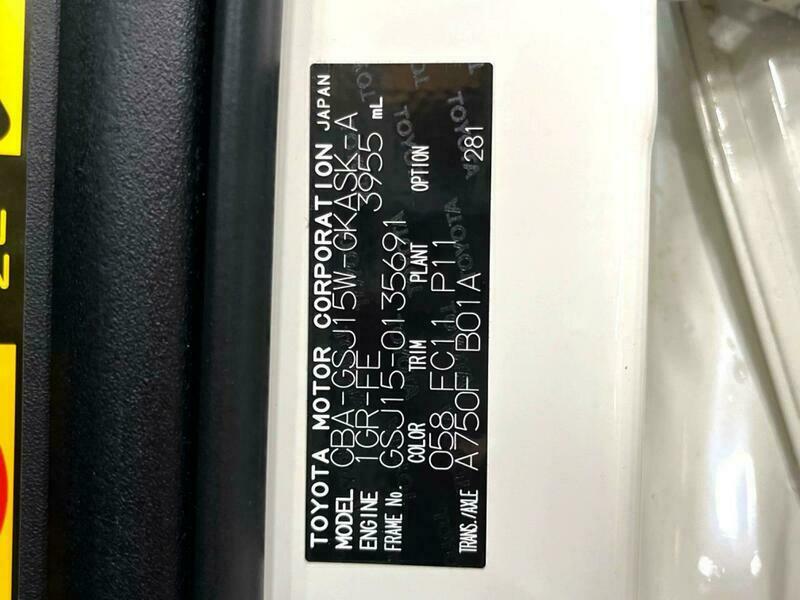 TOYOTA MOTOR CORPORATION JAPAN
MODEL CBA-GSJ15W-GKASK-A
ENGINE 1GR-FE 3955 mL
FRAME No. GSJ15-0135691
COLOR TRIM PLANT OPTION
058 FC11 P11
TRANS./AXLE A750F B01A 281